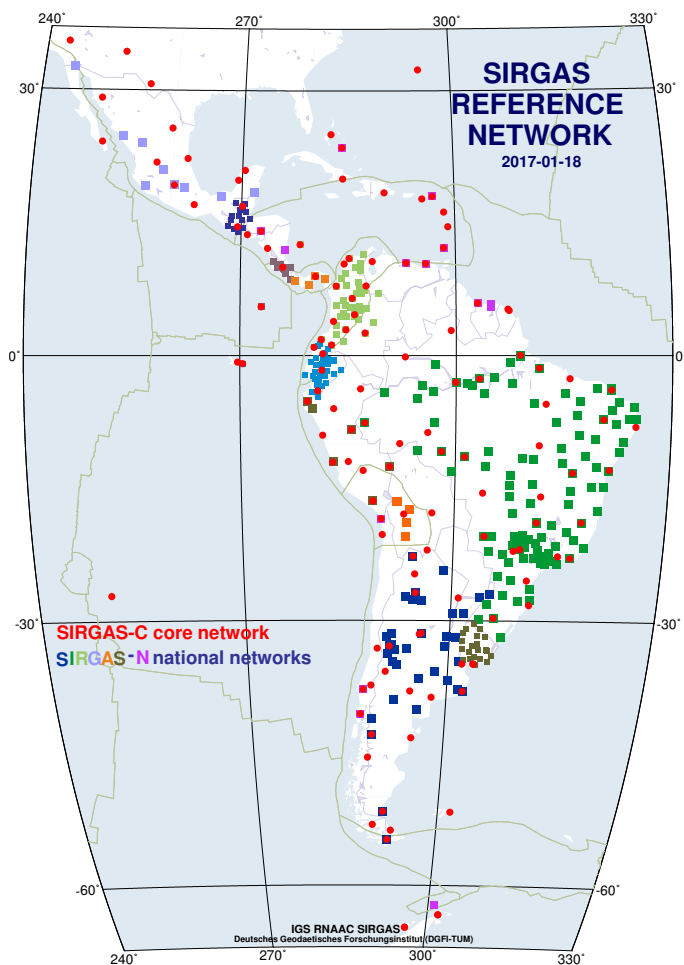 240° 270° 300° 330°
SIRGAS
REFERENCE
NETWORK
2017-01-18
30° 30°
0° 0
-30° -30°
SIRGAS-C core network
SIRGAS-N national networks
-60° -60°
IGS RNAAC SIRGAS
Deutsches Geodaetisches Forschungsinstitut (DGFI-TUM)
240° 270° 300° 330°